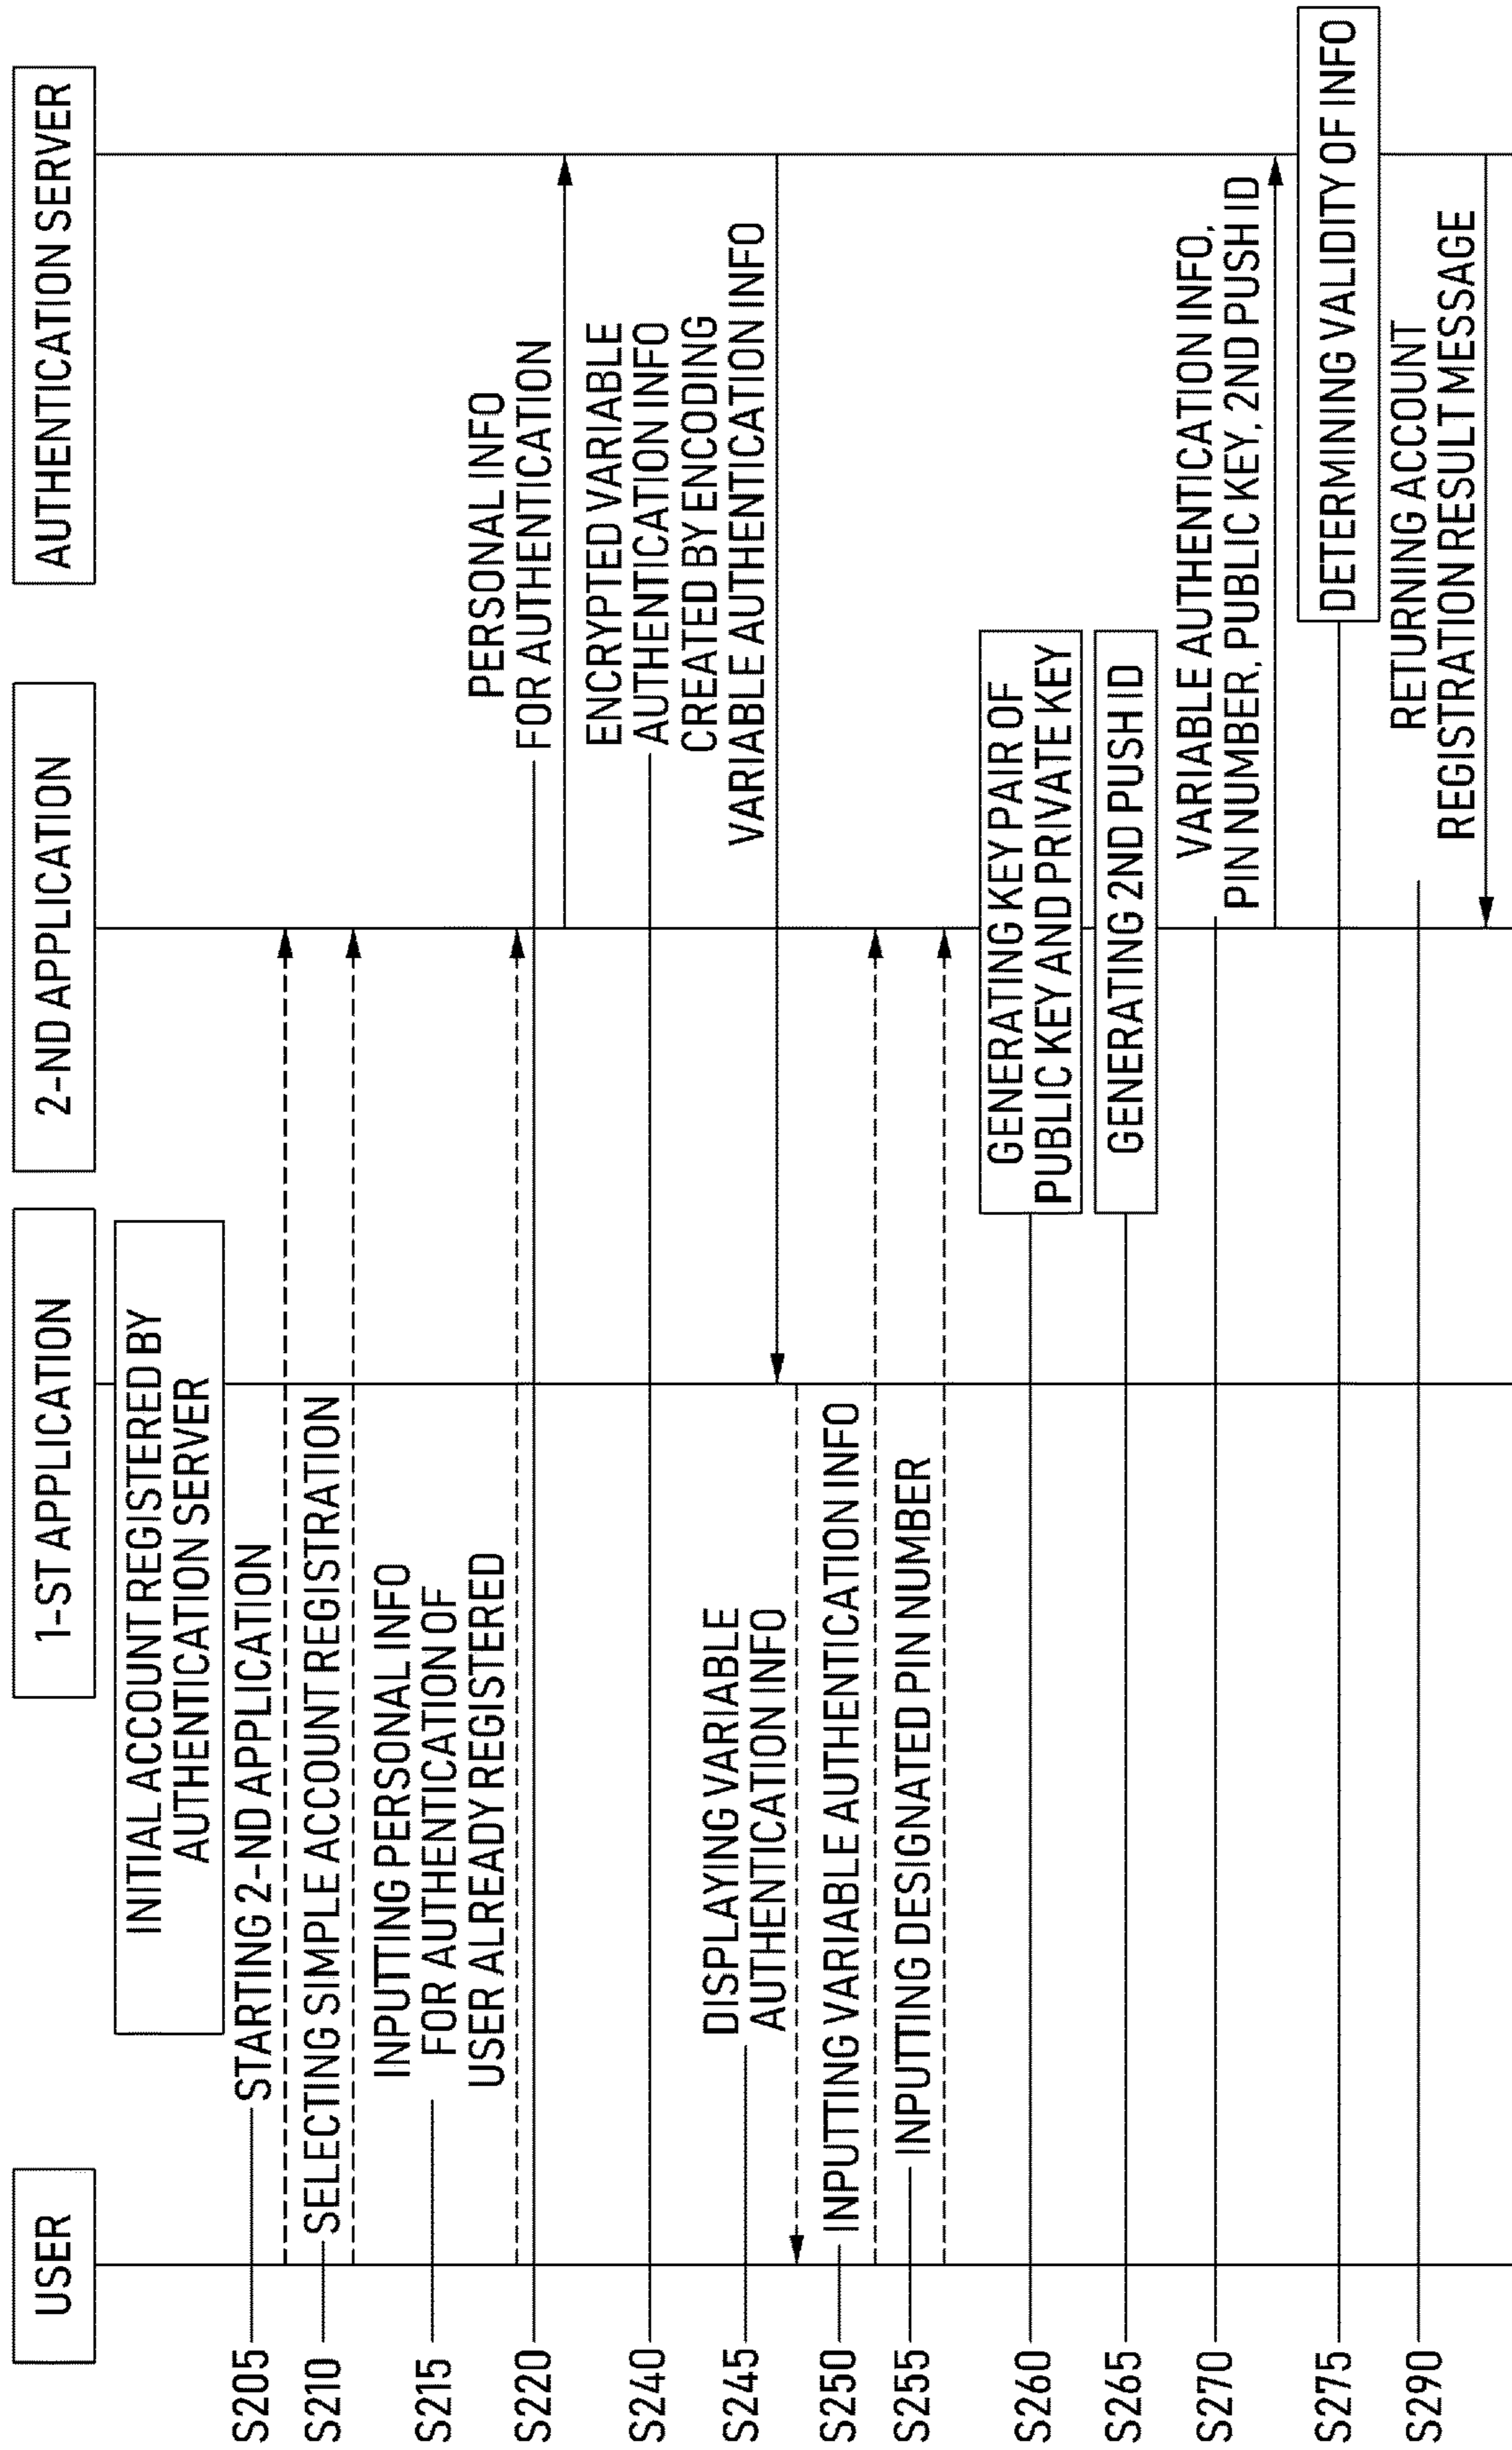 USER
1-ST APPLICATION
2-ND APPLICATION
AUTHENTICATION SERVER
INITIAL ACCOUNT REGISTERED BY
AUTHENTICATION SERVER
S205
STARTING 2-ND APPLICATION
S210
SELECTING SIMPLE ACCOUNT REGISTRATION
S215
INPUTTING PERSONAL INFO
FOR AUTHENTICATION OF
USER ALREADY REGISTERED
S220
PERSONAL INFO
FOR AUTHENTICATION
S240
ENCRYPTED VARIABLE
AUTHENTICATION INFO
CREATED BY ENCODING
VARIABLE AUTHENTICATION INFO
S245
DISPLAYING VARIABLE
AUTHENTICATION INFO
S250
INPUTTING VARIABLE AUTHENTICATION INFO
S255
INPUTTING DESIGNATED PIN NUMBER
S260
GENERATING KEY PAIR OF
PUBLIC KEY AND PRIVATE KEY
S265
GENERATING 2ND PUSH ID
S270
VARIABLE AUTHENTICATION INFO,
PIN NUMBER, PUBLIC KEY, 2ND PUSH ID
S275
DETERMINING VALIDITY OF INFO
S290
RETURNING ACCOUNT
REGISTRATION RESULT MESSAGE